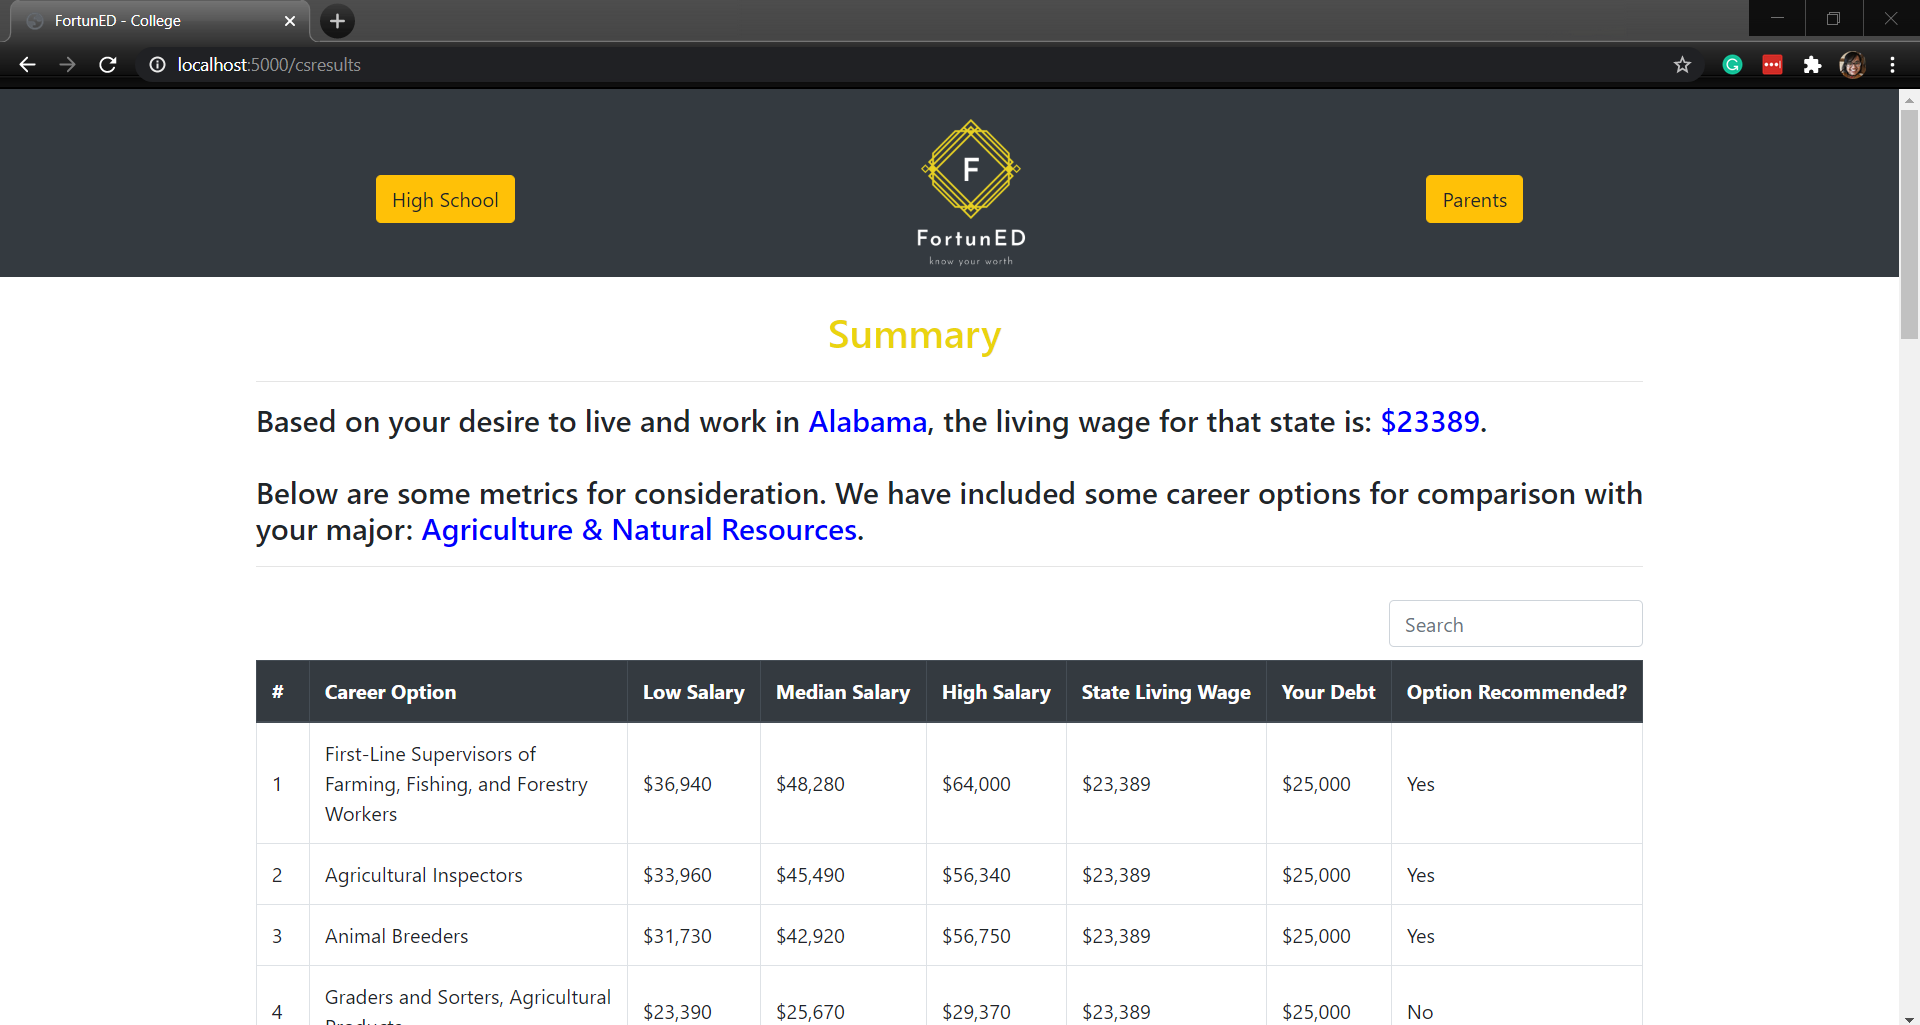 FortunED - College
localhost:5000/csresults
High School
F
FortunED
know your worth
Parents
Summary
Based on your desire to live and work in Alabama, the living wage for that state is: $23389.
Below are some metrics for consideration. We have included some career options for comparison with
your major: Agriculture & Natural Resources.
Search
# Career Option Low Salary Median Salary High Salary State Living Wage Your Debt Option Recommended?
First-Line Supervisors of
1 Farming, Fishing, and Forestry $36,940 $48,280 $64,000 $23,389 $25,000 Yes
Workers
2 Agricultural Inspectors $33,960 $45,490 $56,340 $23,389 $25,000 Yes
3 Animal Breeders $31,730 $42,920 $56,750 $23,389 $25,000 Yes
Graders and Sorters, Agricultural
4 $23,390 $25,670 $29,370 $23,389 $25,000 No